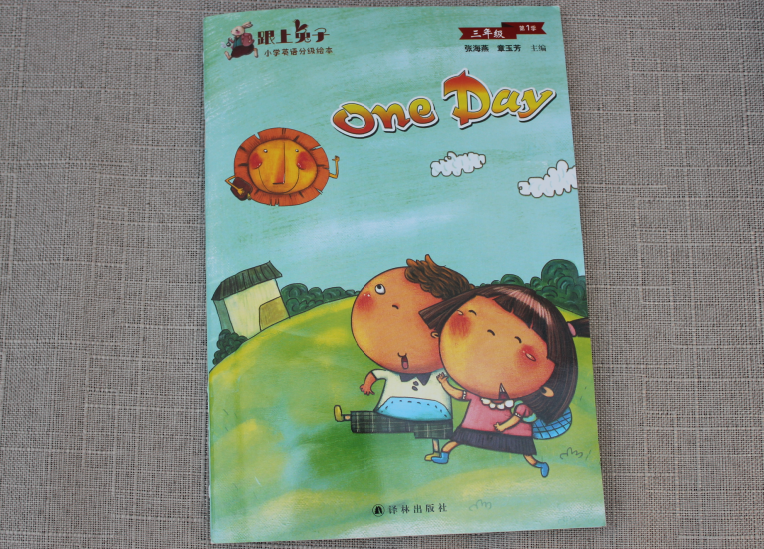 跟上兔子
小学英语分级绘本
三年级 第1季
张海燕 章玉芳 主编
One Day
译林出版社